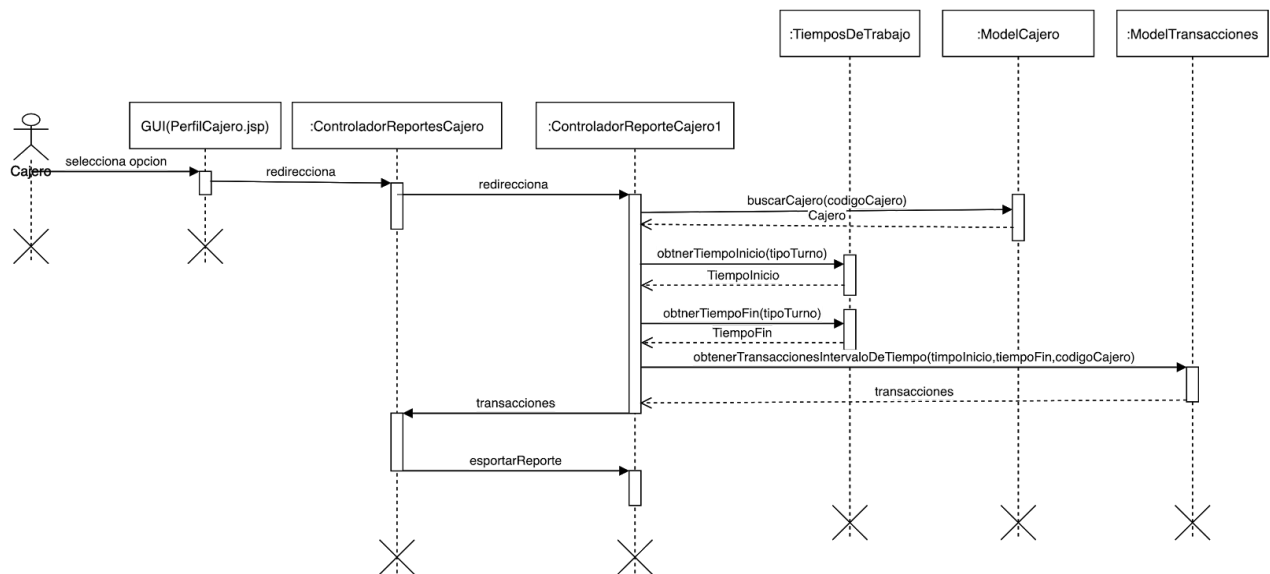 :TiemposDeTrabajo
:ModelCajero
:ModelTransacciones
GUI(PerfilCajero.jsp)
:ControladorReportesCajero
:ControladorReporteCajero1
Cajero
selecciona opcion
redirecciona
redirecciona
buscarCajero(codigoCajero)
Cajero
obtnerTiempoInicio(tipoTurno)
TiempoInicio
obtnerTiempoFin(tipoTurno)
TiempoFin
obtenerTransaccionesIntervaloDeTiempo(timpoInicio,tiempoFin,codigoCajero)
transacciones
transacciones
esportarReporte